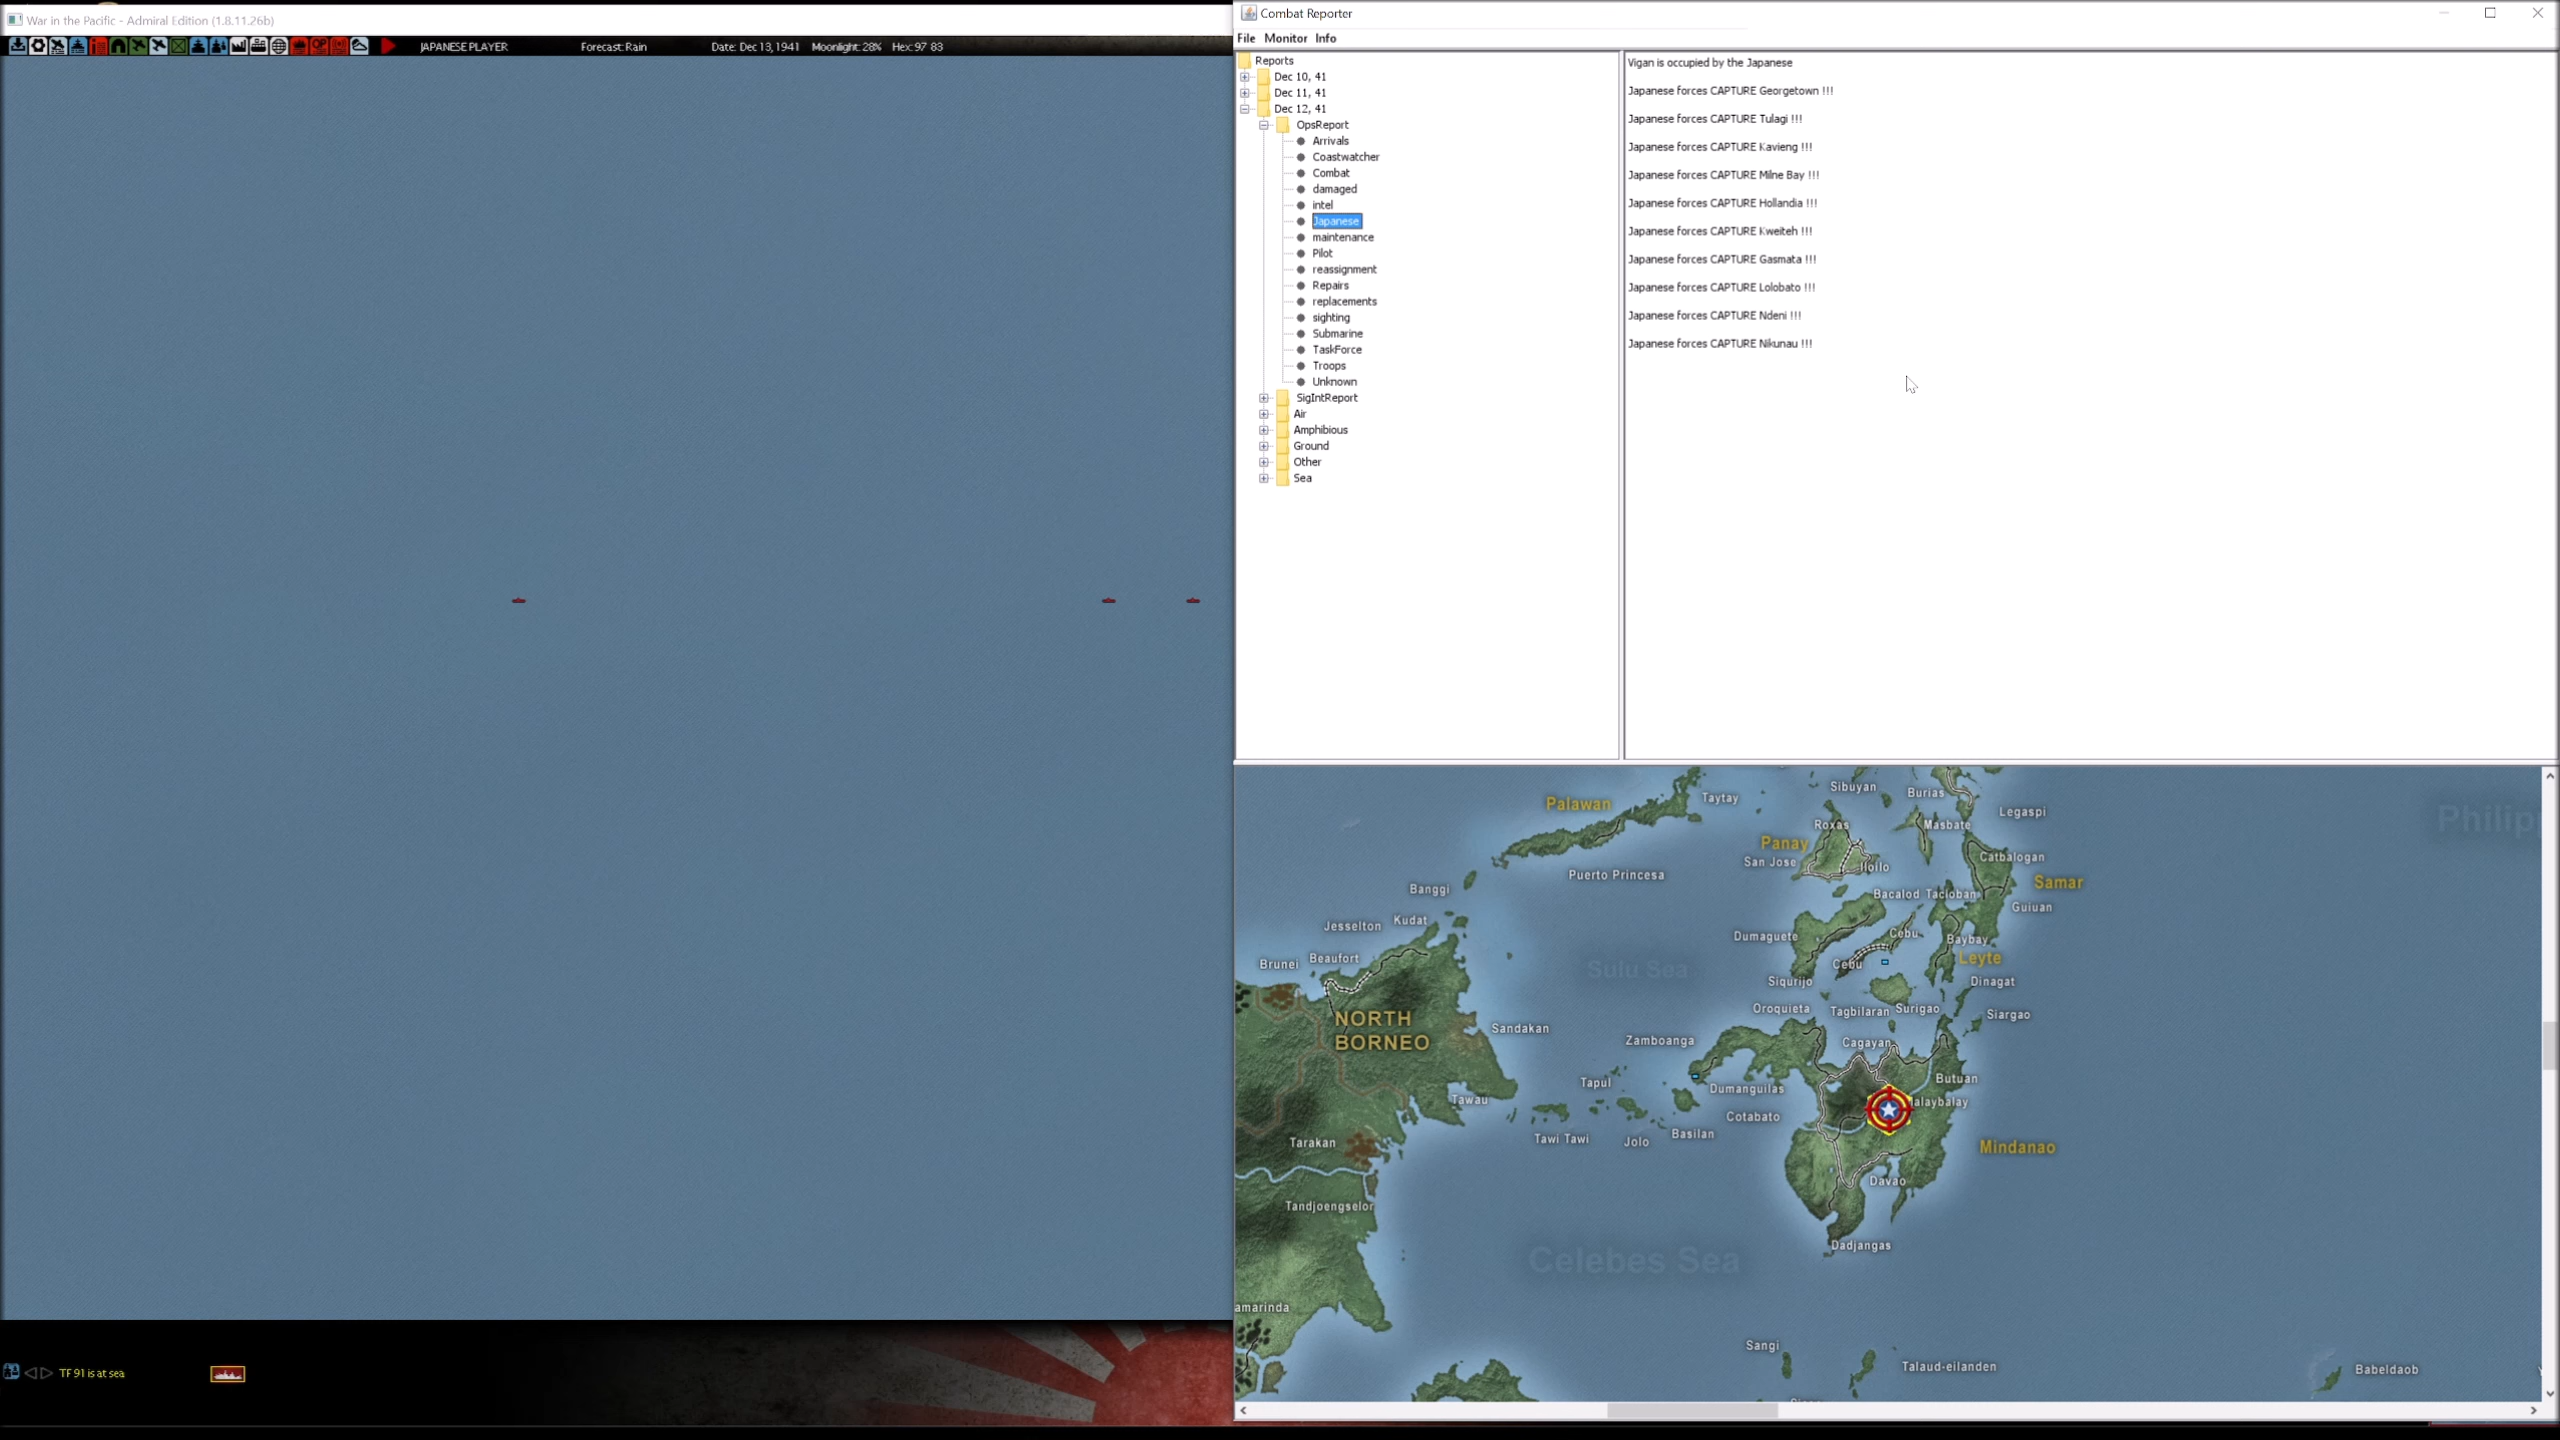 War in the Pacific - Admiral Edition (1.8.11.26b)
JAPANESE PLAYER
Forecast: Rain
Date: Dec 13, 1941
Moonlight: 28%
Hex: 97 83
TF 91 is at sea
Combat Reporter
File Monitor Info
Reports
Dec 10, 41
Dec 11, 41
Dec 12, 41
OpsReport
Arrivals
Coastwatcher
Combat
damaged
intel
Japanese
maintenance
Pilot
reassignment
Repairs
replacements
sighting
Submarine
TaskForce
Troops
Unknown
SigIntReport
Air
Amphibious
Ground
Other
Sea
Vigan is occupied by the Japanese
Japanese forces CAPTURE Georgetown !!!
Japanese forces CAPTURE Tulagi !!!
Japanese forces CAPTURE Kavieng !!!
Japanese forces CAPTURE Milne Bay !!!
Japanese forces CAPTURE Hollandia !!!
Japanese forces CAPTURE Kweiteh !!!
Japanese forces CAPTURE Gasmata !!!
Japanese forces CAPTURE Lolobato !!!
Japanese forces CAPTURE Ndeni !!!
Japanese forces CAPTURE Nikunau !!!
Sibuyan
Burias
Taytay
Palawan
Legaspi
Philip
Roxas
Masbate
Panay
San Jose
Iloilo
Catbalogan
Puerto Princesa
Samar
Banggi
Bacalod
Tacloban
Guiuan
Kudat
Jesselton
Dumaguete
Cebu
Baybay
Brunei
Beaufort
Cebu
Leyte
Sulu Sea
Siqurijo
Dinagat
Oroquieta
Tagbilaran
Surigao
Siargao
NORTH
BORNEO
Sandakan
Zamboanga
Cagayan
Butuan
Tapul
Dumanguilas
Tawau
alaybalay
Cotabato
Tawi Tawi
Jolo
Basilan
Tarakan
Mindanao
Davao
Tandjoengselor
Dadjangas
Celebes Sea
amarinda
Sangi
Talaud-eilanden
Babeldaob